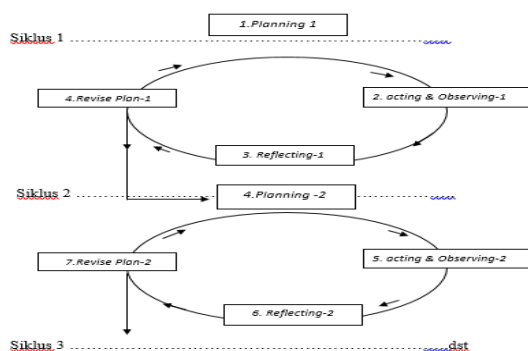 1.Planning 1
Siklus 1 ................................................................
4.Revise Plan-1
2. acting & Observing-1
3. Reflecting-1
Siklus 2 ................................................................
4.Planning -2
7.Revise Plan-2
5. acting & Observing-2
6. Reflecting-2
Siklus 3 ................................................................dst